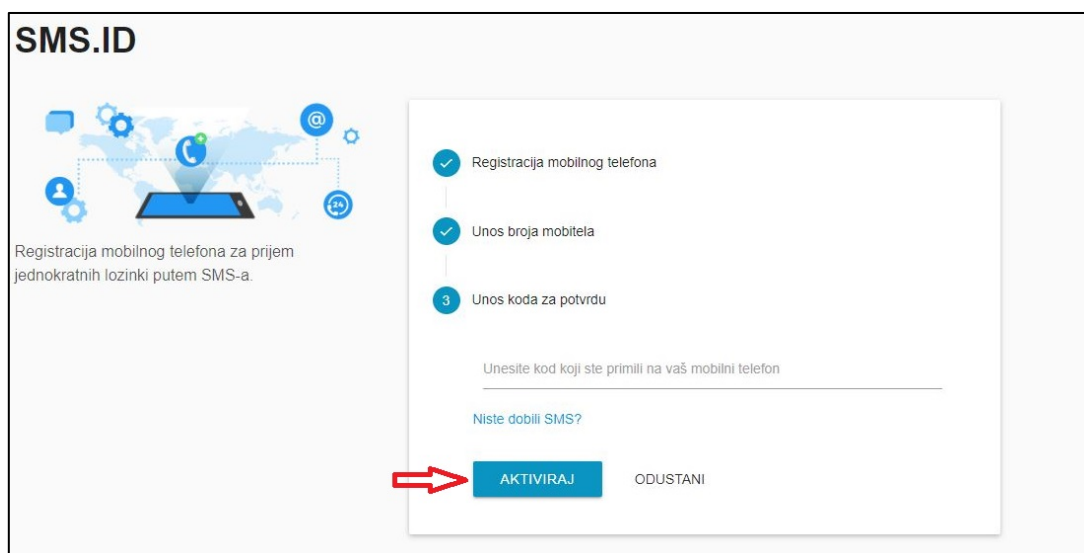 SMS.ID
@
24
Registracija mobilnog telefona za prijem
jednokratnih lozinki putem SMS-a.
Registracija mobilnog telefona
Unos broja mobitela
3 Unos koda za potvrdu
Unesite kod koji ste primili na vaš mobilni telefon
Niste dobili SMS?
AKTIVIRAJ ODUSTANI